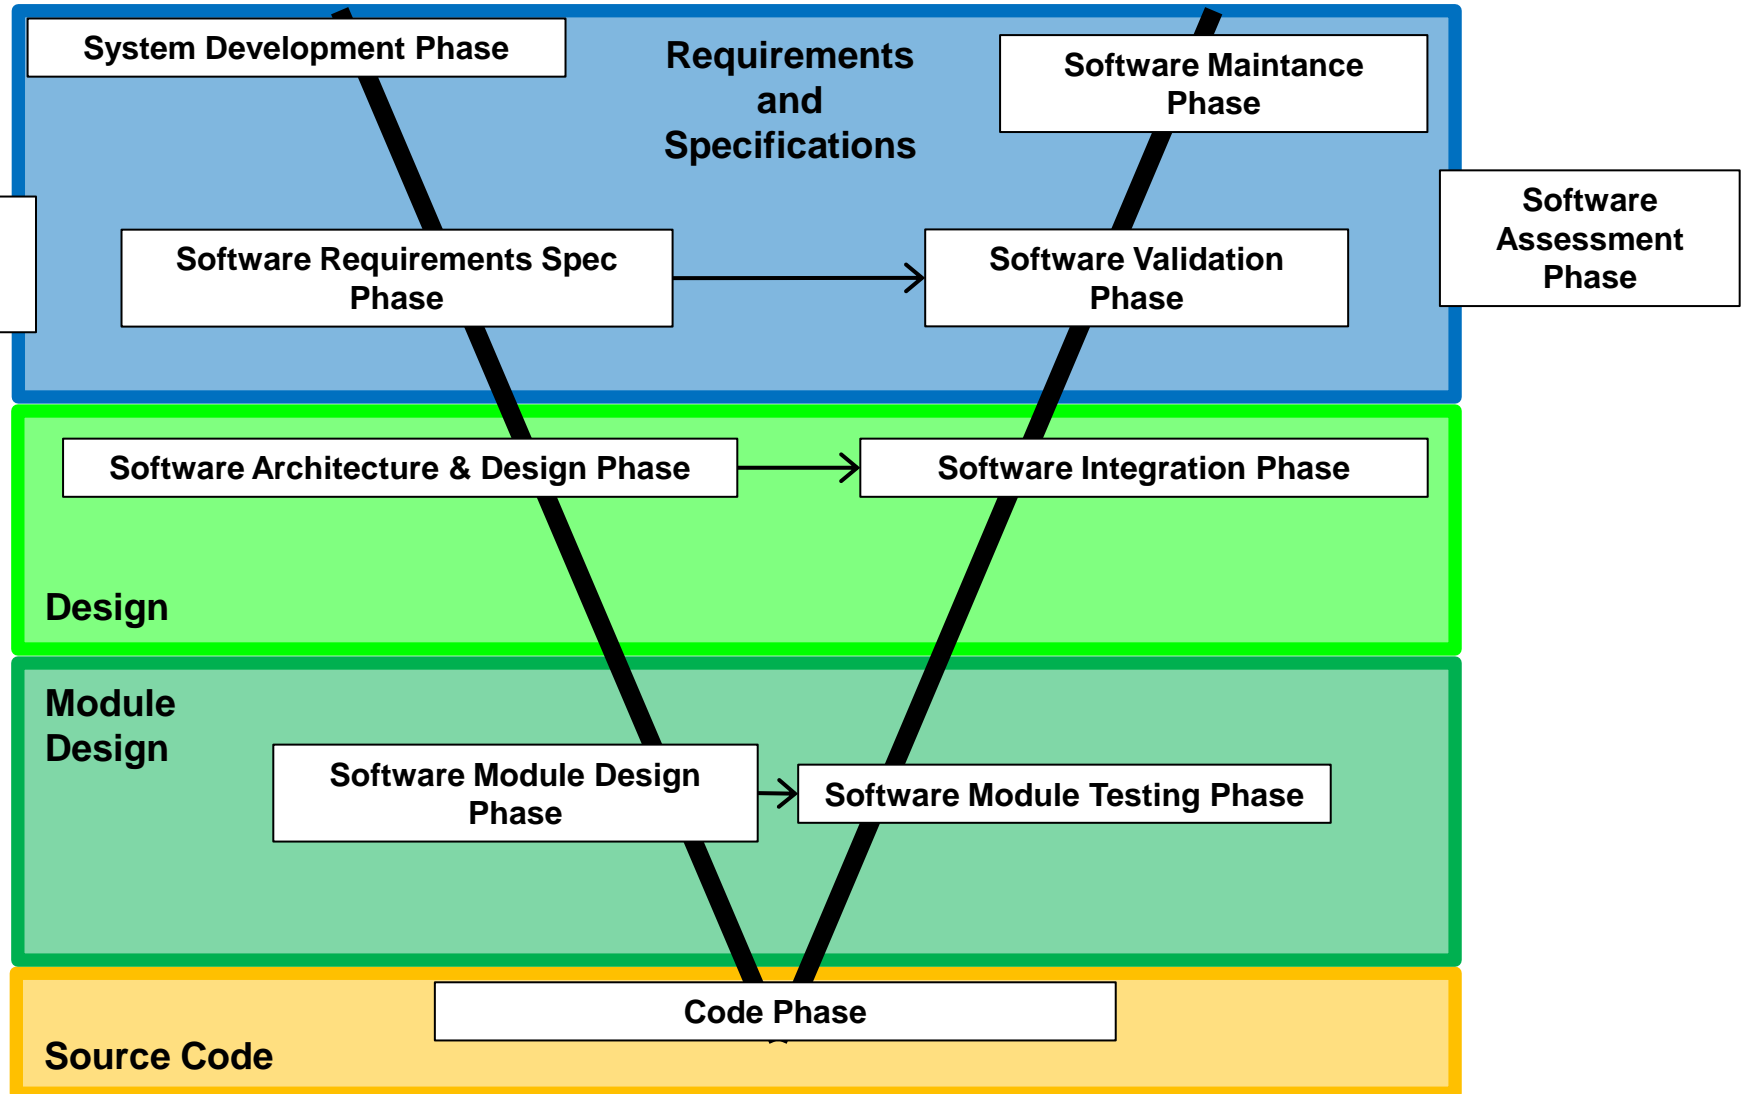 System Development Phase
Requirements
and
Specifications
Software Maintance
Phase
Software
Assessment
Phase
Software Requirements Spec
Phase
Software Validation
Phase
Software Architecture & Design Phase
Software Integration Phase
Design
Module
Design
Software Module Design
Phase
Software Module Testing Phase
Code Phase
Source Code